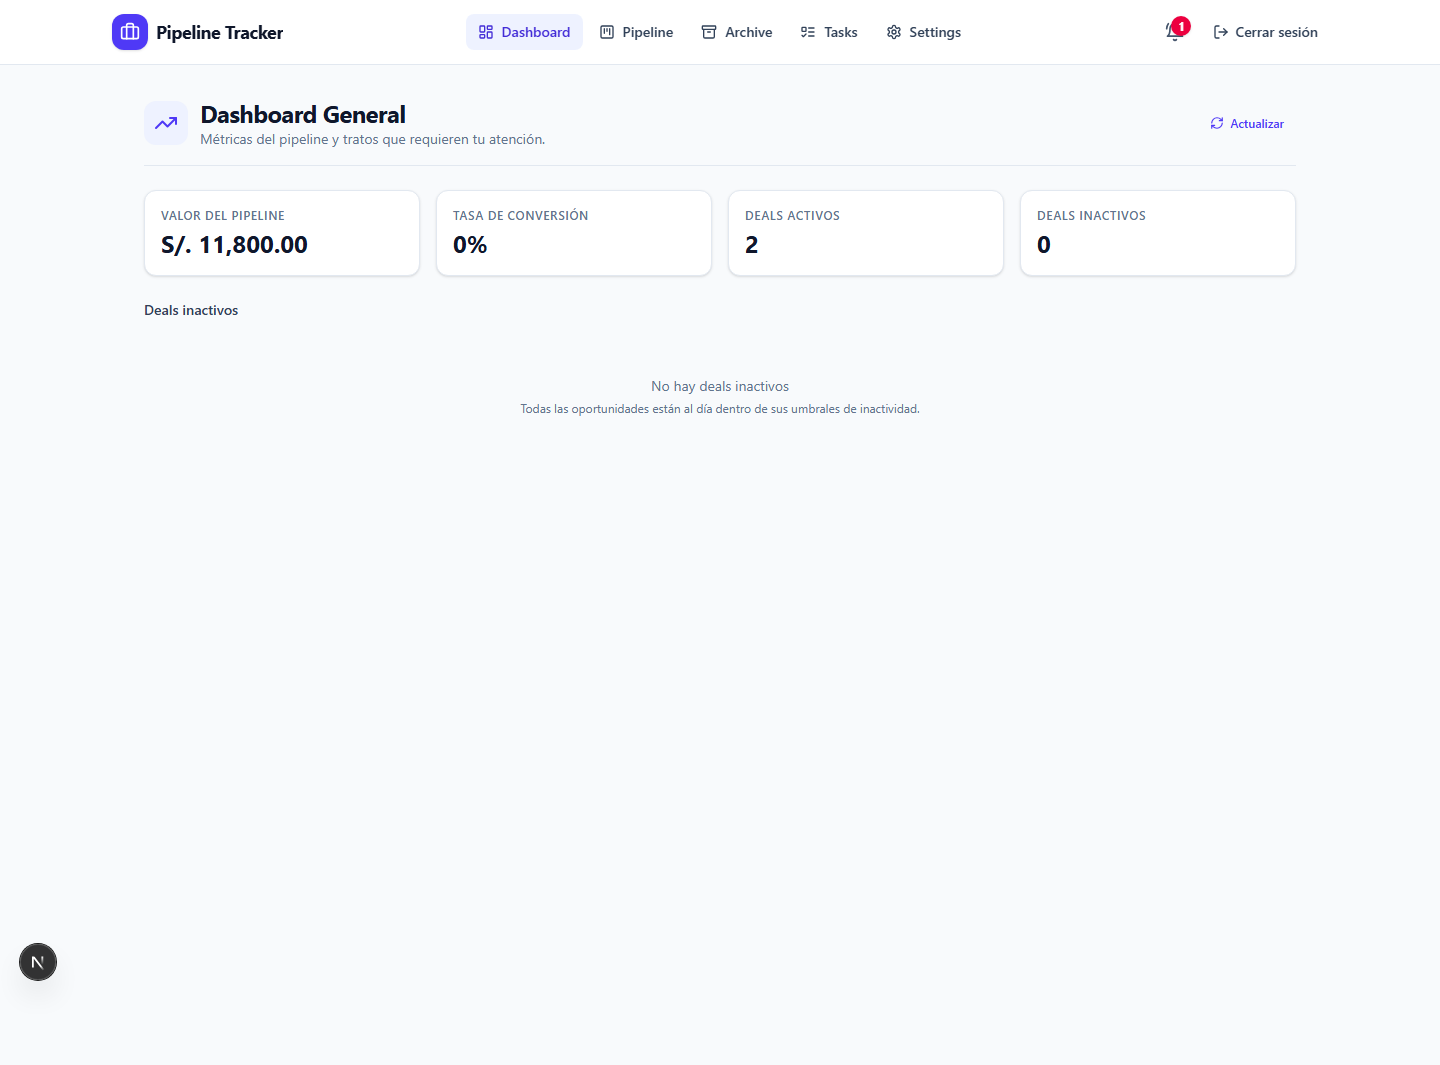 Pipeline Tracker
Dashboard
Pipeline
Archive
Tasks
Settings
1
Cerrar sesión
Dashboard General
Métricas del pipeline y tratos que requieren tu atención.
Actualizar
VALOR DEL PIPELINE
S/. 11,800.00
TASA DE CONVERSIÓN
0%
DEALS ACTIVOS
2
DEALS INACTIVOS
0
Deals inactivos
No hay deals inactivos
Todas las oportunidades están al día dentro de sus umbrales de inactividad.
N